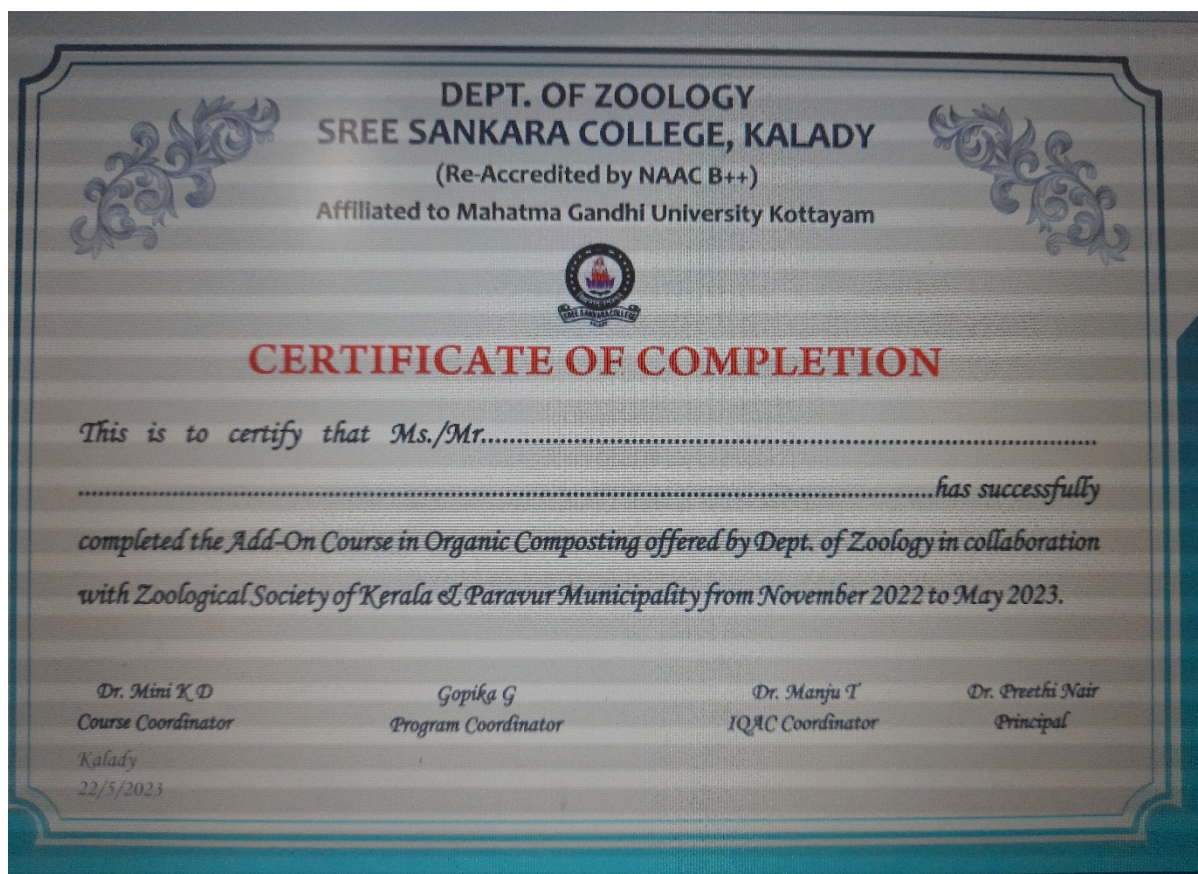 DEPT. OF ZOOLOGY
SREE SANKARA COLLEGE, KALADY
(Re-Accredited by NAAC B++)
Affiliated to Mahatma Gandhi University Kottayam
SREE SANKARA COLLEGE
KALADY
CERTIFICATE OF COMPLETION
This is to certify that Ms./Mr..........................................................................................
..........................................................................................has successfully
completed the Add-On Course in Organic Composting offered by Dept. of Zoology in collaboration
with Zoological Society of Kerala & Paravur Municipality from November 2022 to May 2023.
Dr. Mini K D Gopika G Dr. Manju T Dr. Preethi Nair
Course Coordinator Program Coordinator IQAC Coordinator Principal
Kalady
22/5/2023